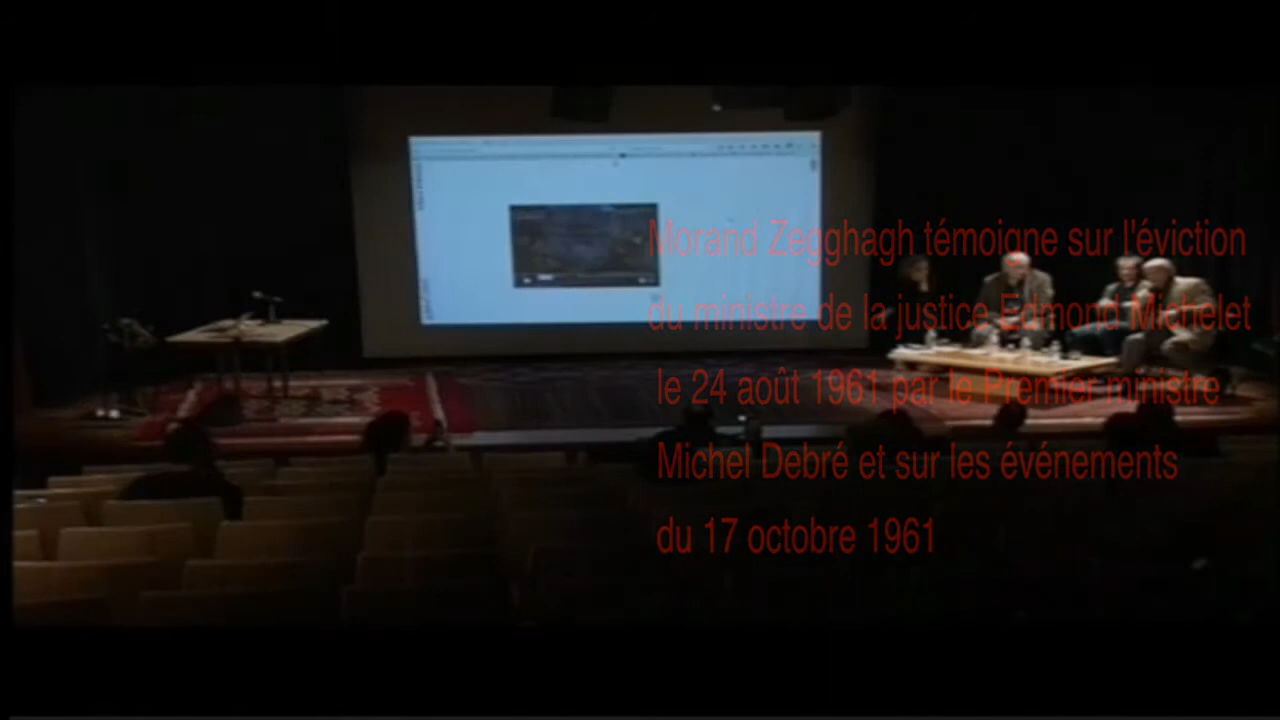 Morand Zegghagh témoigne sur l'éviction
du ministre de la justice Edmond Michelet
le 24 août 1961 par le Premier ministre
Michel Debré et sur les événements
du 17 octobre 1961